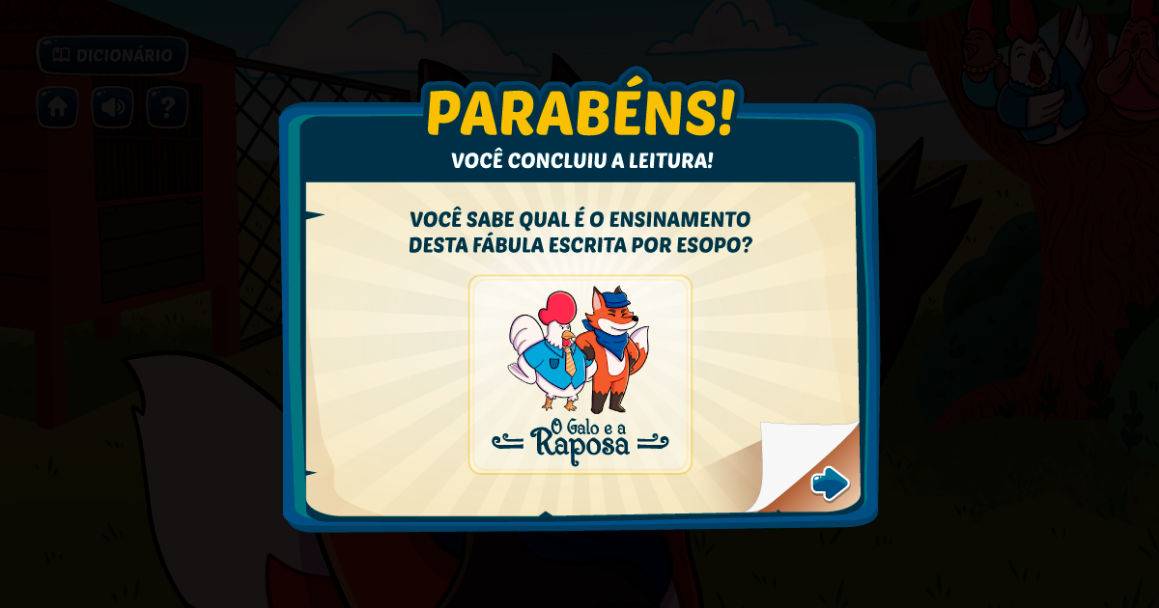 DICIONÁRIO
?
PARABÉNS!
VOCÊ CONCLUIU A LEITURA!
VOCÊ SABE QUAL É O ENSINAMENTO
DESTA FÁBULA ESCRITA POR ESOPO?
O Galo e a
Raposa